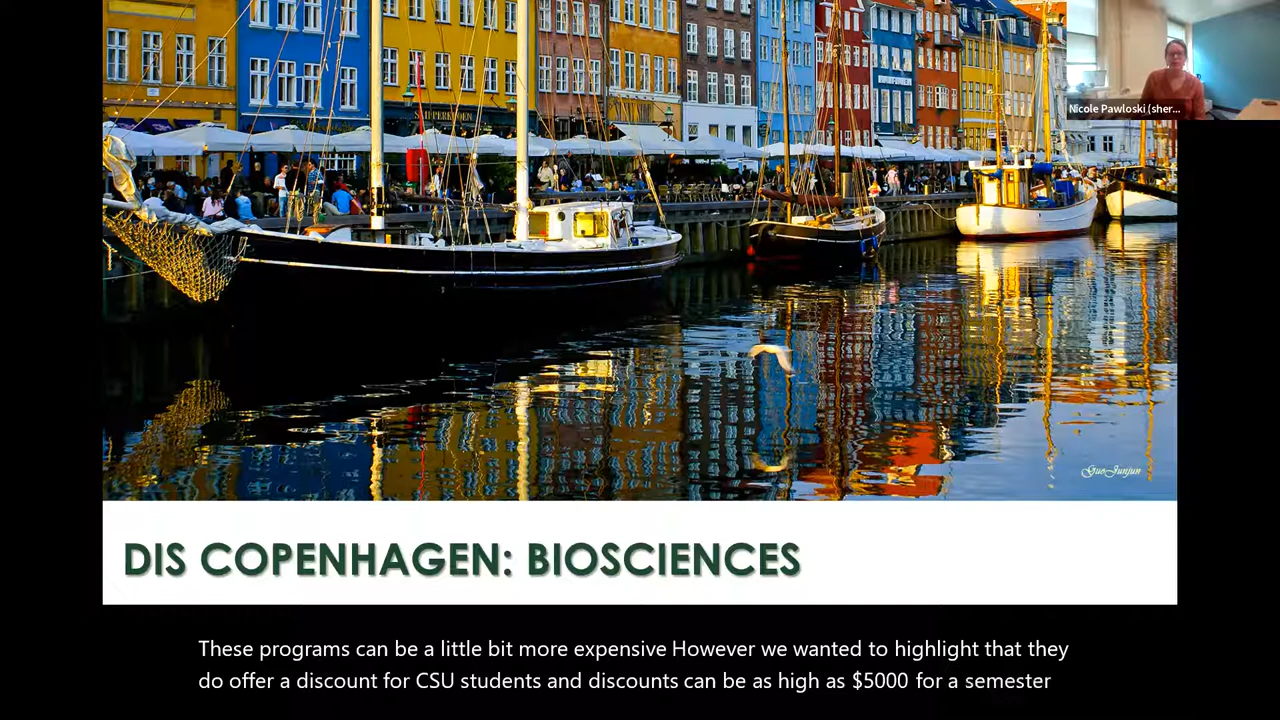 Nicole Pawloski (sher...
GuoJunjun
DIS COPENHAGEN: BIOSCIENCES
These programs can be a little bit more expensive However we wanted to highlight that they
do offer a discount for CSU students and discounts can be as high as $5000 for a semester